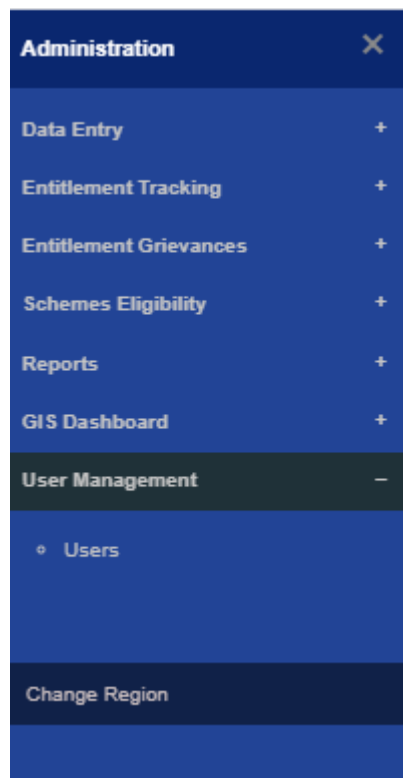 Administration ×
Data Entry +
Entitlement Tracking +
Entitlement Grievances +
Schemes Eligibility +
Reports +
GIS Dashboard +
User Management –
Users
Change Region